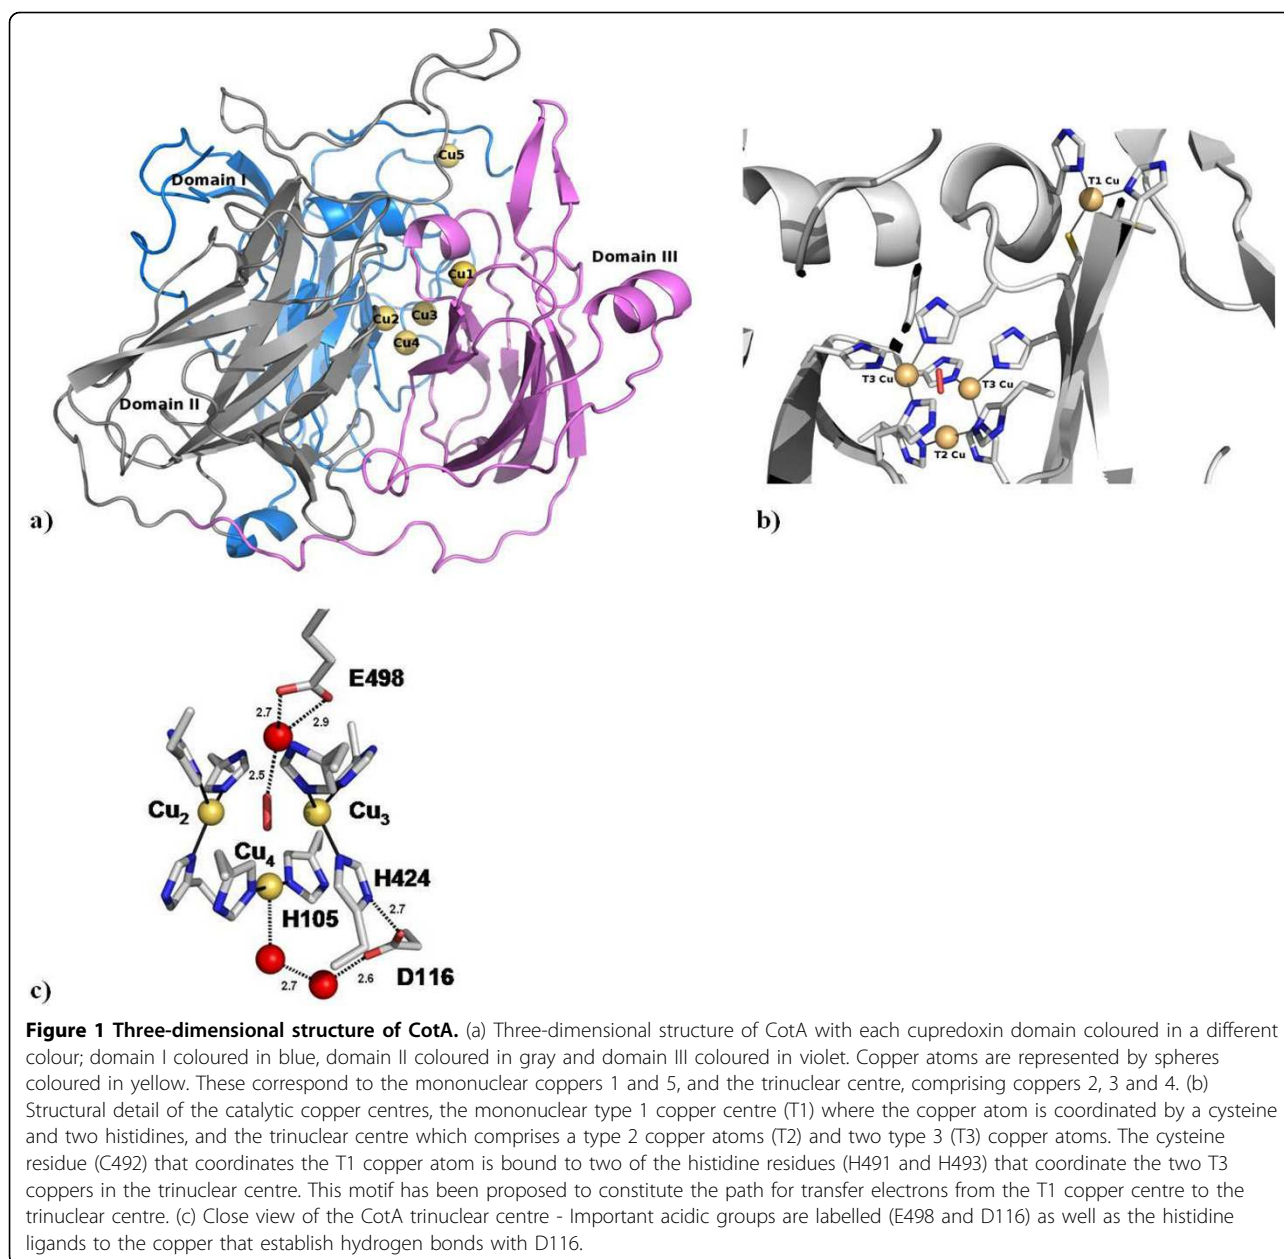 Cu5
Domain I
Domain III
Cu1
Cu3
Cu2
Cu4
Domain II
a)
T1 Cu
T3 Cu
T3 Cu
T2 Cu
b)
E498
2.7
2.9
2.5
Cu2
Cu3
Cu4
H424
H105
2.7
2.6
2.7
D116
c)
Figure 1 Three-dimensional structure of CotA. (a) Three-dimensional structure of CotA with each cupredoxin domain coloured in a different
colour; domain I coloured in blue, domain II coloured in gray and domain III coloured in violet. Copper atoms are represented by spheres
coloured in yellow. These correspond to the mononuclear coppers 1 and 5, and the trinuclear centre, comprising coppers 2, 3 and 4. (b)
Structural detail of the catalytic copper centres, the mononuclear type 1 copper centre (T1) where the copper atom is coordinated by a cysteine
and two histidines, and the trinuclear centre which comprises a type 2 copper atoms (T2) and two type 3 (T3) copper atoms. The cysteine
residue (C492) that coordinates the T1 copper atom is bound to two of the histidine residues (H491 and H493) that coordinate the two T3
coppers in the trinuclear centre. This motif has been proposed to constitute the path for transfer electrons from the T1 copper centre to the
trinuclear centre. (c) Close view of the CotA trinuclear centre - Important acidic groups are labelled (E498 and D116) as well as the histidine
ligands to the copper that establish hydrogen bonds with D116.